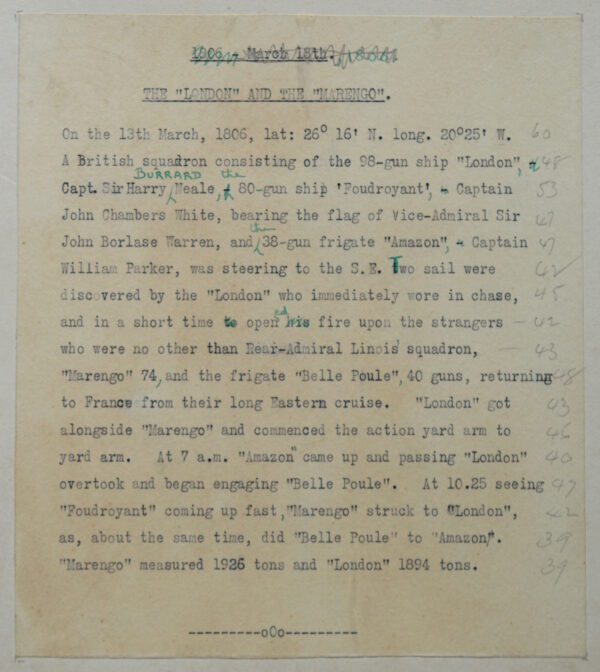 1806 - March 13th. 1806
THE "LONDON" AND THE "MARENGO".
On the 13th March, 1806, lat: 26° 16' N. long. 20°25' W. 60
A British squadron consisting of the 98-gun ship "London", 48
BURRARD the
Capt. Sir Harry Neale, 80-gun ship 'Foudroyant', - Captain 53
John Chambers White, bearing the flag of Vice-Admiral Sir 47
the
John Borlase Warren, and 38-gun frigate "Amazon", - Captain 47
William Parker, was steering to the S.E. Two sail were 42
discovered by the "London" who immediately wore in chase, 45
and in a short time to opened his fire upon the strangers - 42
who were no other than Rear-Admiral Linois' squadron, - 43
"Marengo" 74, and the frigate "Belle Poule", 40 guns, returning 48
to France from their long Eastern cruise. "London" got 43
alongside "Marengo" and commenced the action yard arm to 46
yard arm. At 7 a.m. "Amazon" came up and passing "London" 40
overtook and began engaging "Belle Poule". At 10.25 seeing 47
"Foudroyant" coming up fast, "Marengo" struck to "London", 42
as, about the same time, did "Belle Poule" to "Amazon". 39
"Marengo" measured 1926 tons and "London" 1894 tons. 39
---------oOo---------